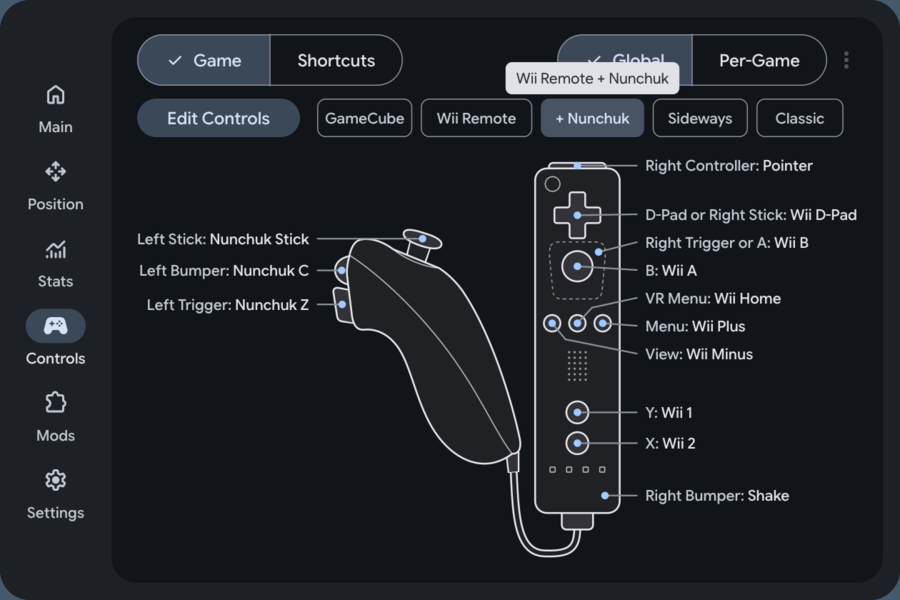 Game
Shortcuts
Global
Per-Game
Wii Remote + Nunchuk
Edit Controls
GameCube
Wii Remote
+ Nunchuk
Sideways
Classic
Main
Position
Stats
Controls
Mods
Settings
Left Stick: Nunchuk Stick
Left Bumper: Nunchuk C
Left Trigger: Nunchuk Z
Right Controller: Pointer
D-Pad or Right Stick: Wii D-Pad
Right Trigger or A: Wii B
B: Wii A
VR Menu: Wii Home
Menu: Wii Plus
View: Wii Minus
Y: Wii 1
X: Wii 2
Right Bumper: Shake